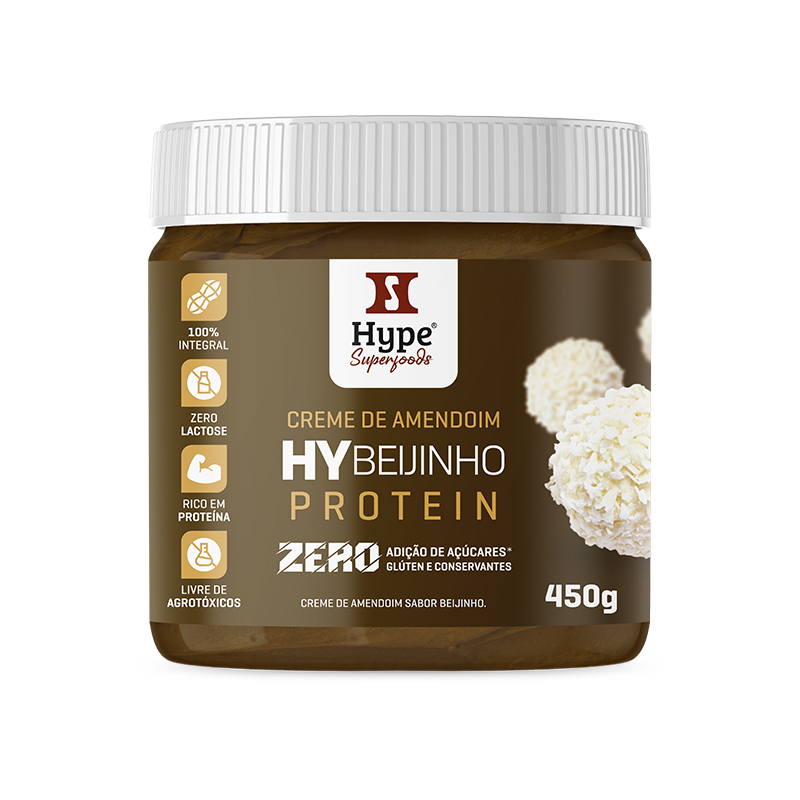 Hype®
Superfoods
CREME DE AMENDOIM
HYBEIJINHO
PROTEIN
ZERO
ADIÇÃO DE AÇÚCARES*
GLÚTEN E CONSERVANTES
CREME DE AMENDOIM SABOR BEIJINHO.
450g
100%
INTEGRAL
ZERO
LACTOSE
RICO EM
PROTEÍNA
LIVRE DE
AGROTÓXICOS